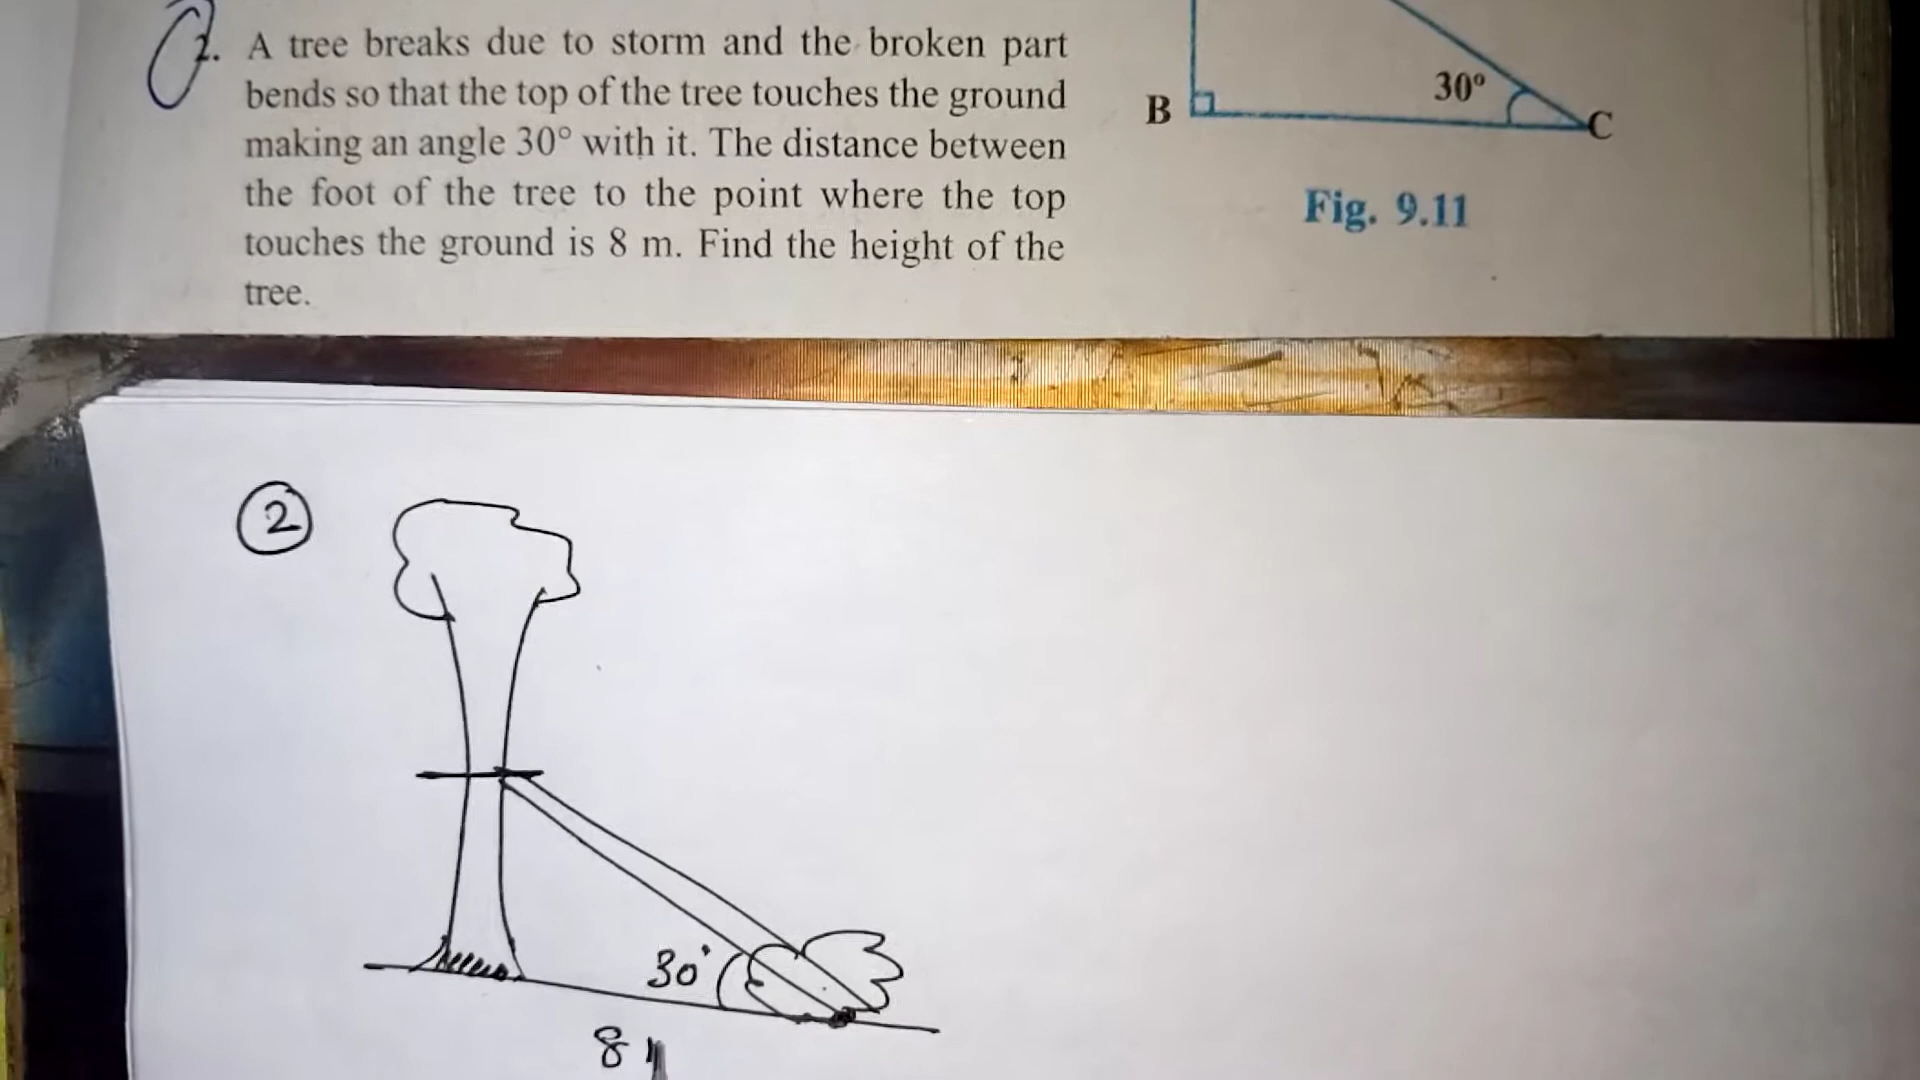 2. A tree breaks due to storm and the broken part
bends so that the top of the tree touches the ground
making an angle 30° with it. The distance between
the foot of the tree to the point where the top
touches the ground is 8 m. Find the height of the
tree.
B
30°
C
Fig. 9.11
2
30°
8